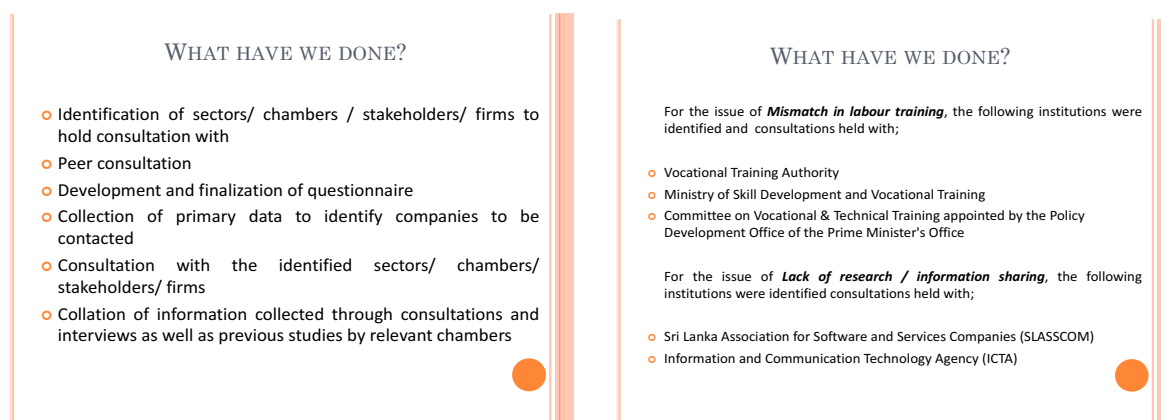 WHAT HAVE WE DONE?
Identification of sectors/ chambers / stakeholders/ firms to
hold consultation with
Peer consultation
Development and finalization of questionnaire
Collection of primary data to identify companies to be
contacted
Consultation with the identified sectors/ chambers/
stakeholders/ firms
Collation of information collected through consultations and
interviews as well as previous studies by relevant chambers
WHAT HAVE WE DONE?
For the issue of Mismatch in labour training, the following institutions were
identified and consultations held with;
Vocational Training Authority
Ministry of Skill Development and Vocational Training
Committee on Vocational & Technical Training appointed by the Policy
Development Office of the Prime Minister's Office
For the issue of Lack of research / information sharing, the following
institutions were identified consultations held with;
Sri Lanka Association for Software and Services Companies (SLASSCOM)
Information and Communication Technology Agency (ICTA)